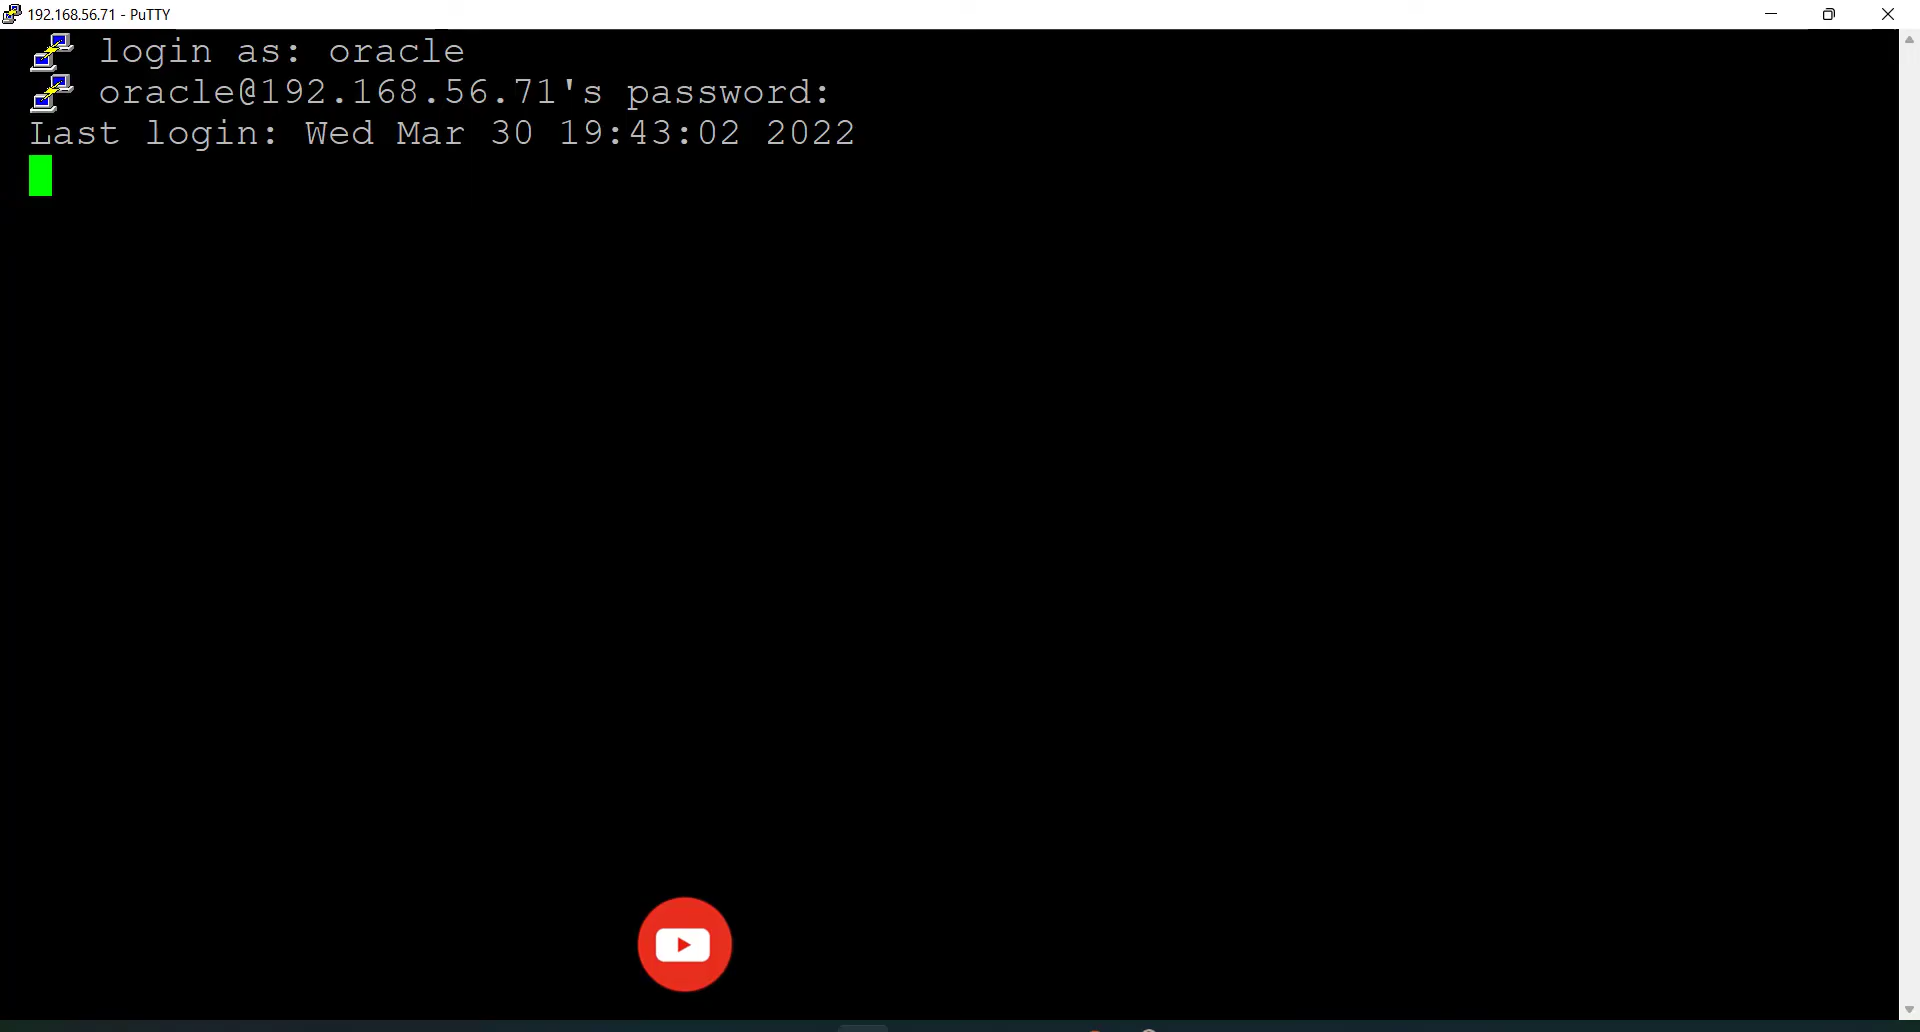 192.168.56.71 - PuTTY
login as: oracle
oracle@192.168.56.71's password:
Last login: Wed Mar 30 19:43:02 2022